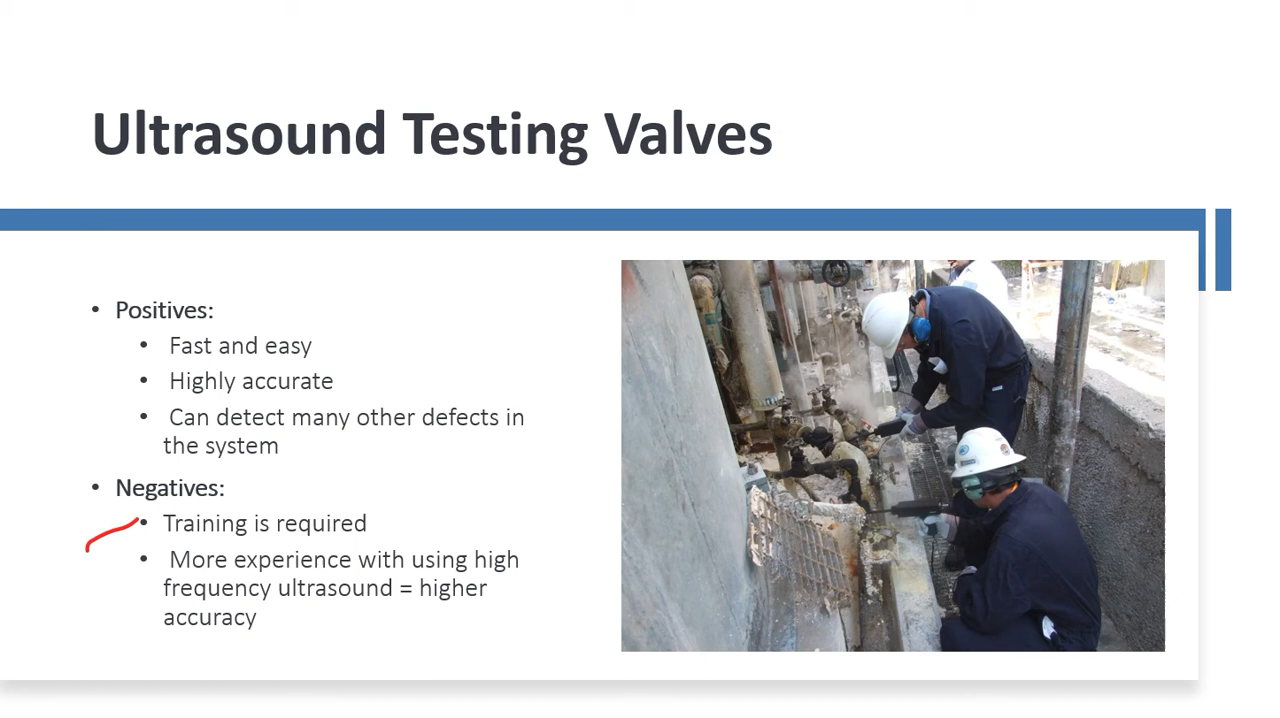 Ultrasound Testing Valves
• Positives:
• Fast and easy
• Highly accurate
• Can detect many other defects in
the system
• Negatives:
• Training is required
• More experience with using high
frequency ultrasound = higher
accuracy